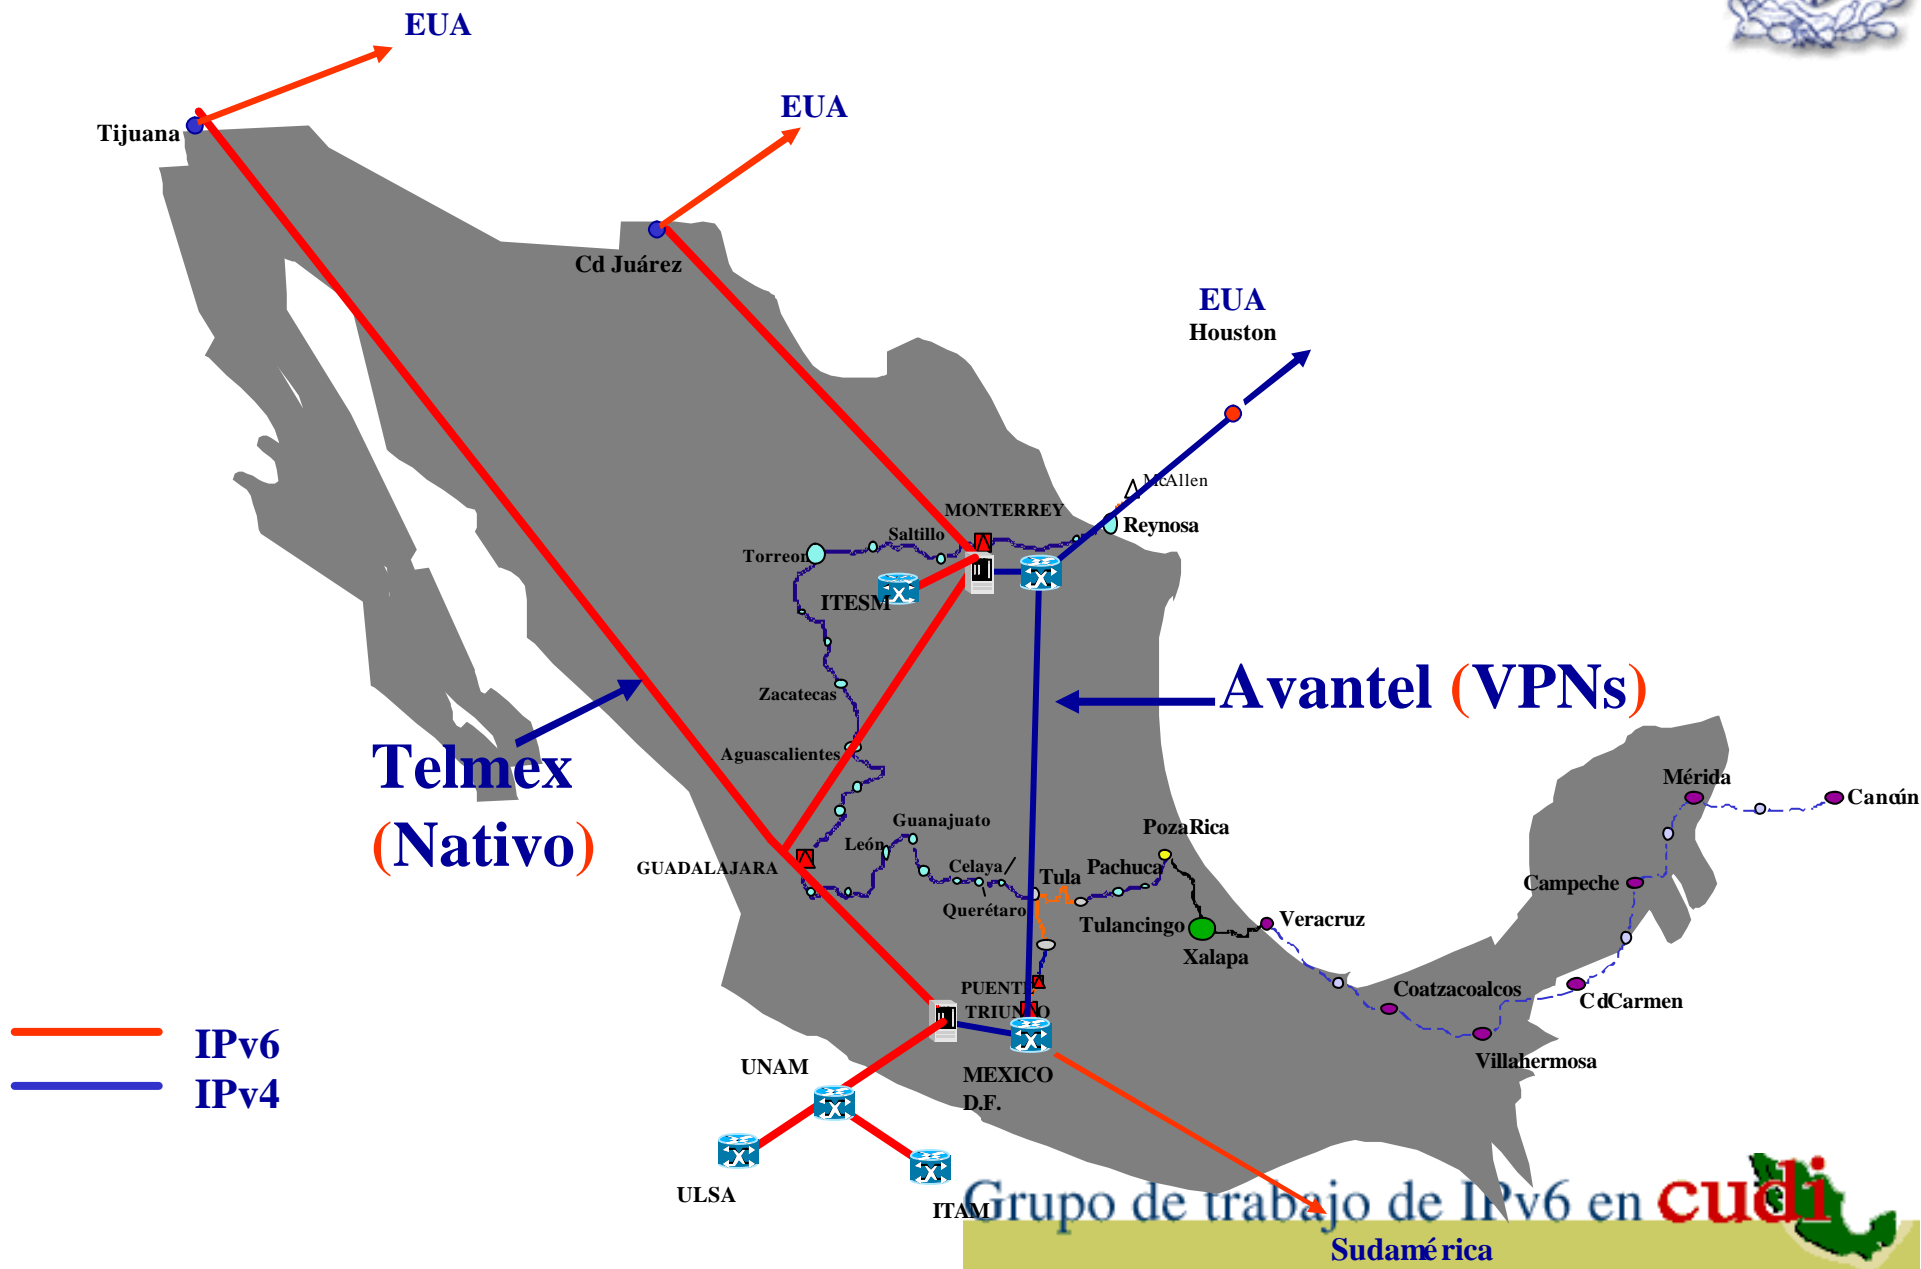 EUA
EUA
Tijuana
Cd Juárez
EUA
Houston
McAllen
MONTERREY
Reynosa
Saltillo
Torreon
ITESM
Zacatecas
Avantel (VPNs)
Aguascalientes
Telmex
(Nativo)
Mérida
Cancún
Guanajuato
PozaRica
León
GUADALAJARA
Celaya
Tula
Pachuca
Campeche
Querétaro
Tulancingo
Veracruz
Xalapa
PUENTE
TRIUNFO
Coatzacoalcos
CdCarmen
IPv6
IPv4
Villahermosa
UNAM
MEXICO
D.F.
ULSA
ITAM
Grupo de trabajo de IPv6 en cudi
Sudamérica